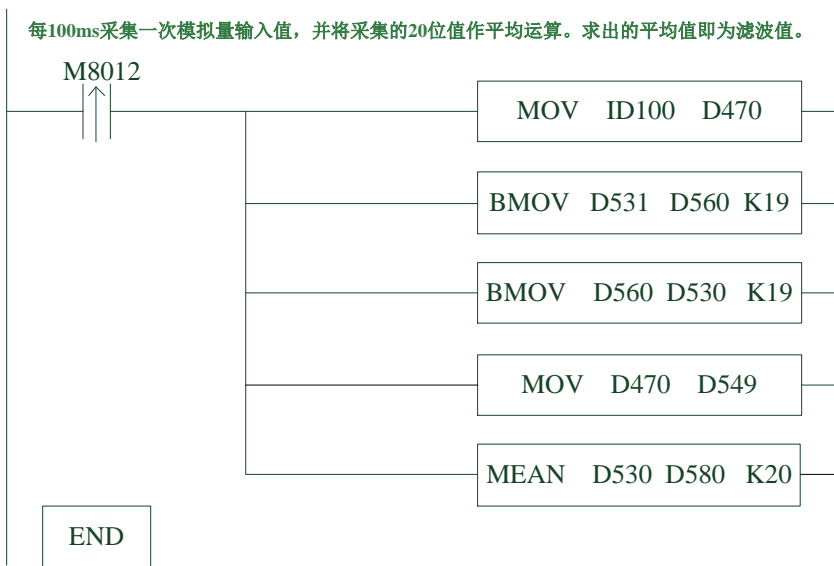 每100ms采集一次模拟量输入值，并将采集的20位值作平均运算。求出的平均值即为滤波值。
M8012
MOV ID100 D470
BMOV D531 D560 K19
BMOV D560 D530 K19
MOV D470 D549
MEAN D530 D580 K20
END